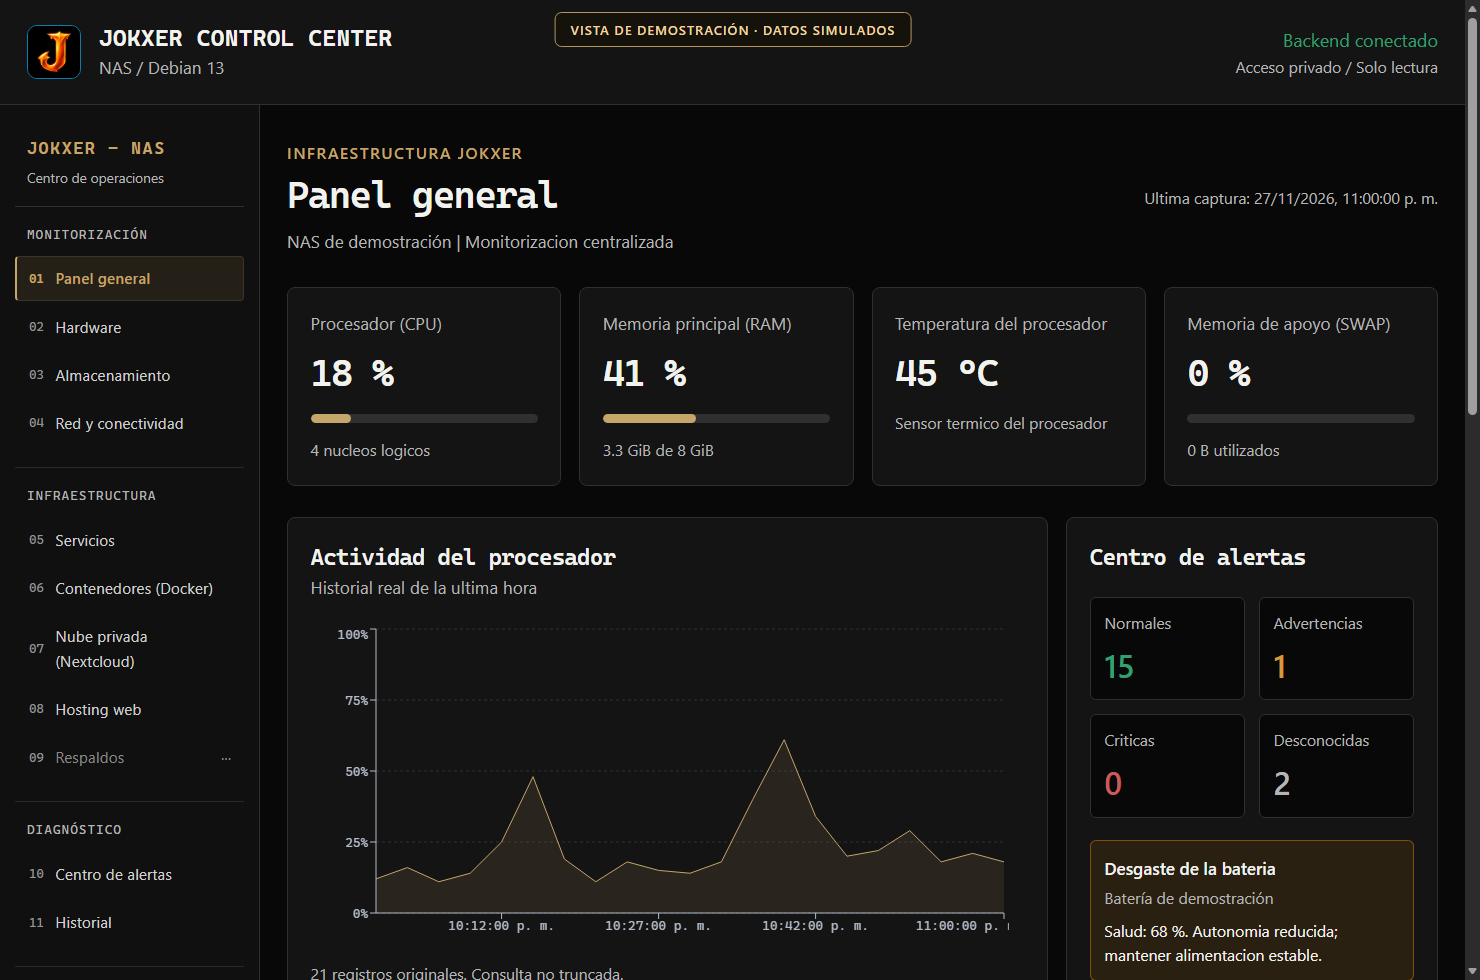 J
JOKXER CONTROL CENTER
NAS / Debian 13
VISTA DE DEMOSTRACIÓN · DATOS SIMULADOS
Backend conectado
Acceso privado / Solo lectura
JOKXER – NAS
Centro de operaciones
MONITORIZACIÓN
01 Panel general
02 Hardware
03 Almacenamiento
04 Red y conectividad
INFRAESTRUCTURA
05 Servicios
06 Contenedores (Docker)
07 Nube privada
(Nextcloud)
08 Hosting web
09 Respaldos ...
DIAGNÓSTICO
10 Centro de alertas
11 Historial
INFRAESTRUCTURA JOKXER
Panel general
NAS de demostración | Monitorizacion centralizada
Ultima captura: 27/11/2026, 11:00:00 p. m.
Procesador (CPU)
18 %
4 nucleos logicos
Memoria principal (RAM)
41 %
3.3 GiB de 8 GiB
Temperatura del procesador
45 °C
Sensor termico del procesador
Memoria de apoyo (SWAP)
0 %
0 B utilizados
Actividad del procesador
Historial real de la ultima hora
100%
75%
50%
25%
0%
10:12:00 p. m.
10:27:00 p. m.
10:42:00 p. m.
11:00:00 p.
21 registros originales. Consulta no truncada.
Centro de alertas
Normales
15
Advertencias
1
Criticas
0
Desconocidas
2
Desgaste de la bateria
Batería de demostración
Salud: 68 %. Autonomia reducida;
mantener alimentacion estable.